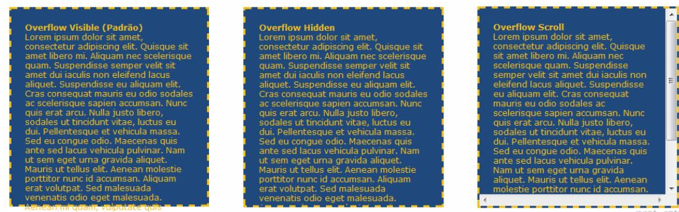 Overflow Visible (Padrão)
Lorem ipsum dolor sit amet,
consectetur adipiscing elit. Quisque sit
amet libero mi. Aliquam nec scelerisque
quam. Suspendisse semper velit sit
amet dui iaculis non eleifend lacus
aliquet. Suspendisse eu aliquam elit.
Cras consequat mauris eu odio sodales
ac scelerisque sapien accumsan. Nunc
quis erat arcu. Nulla justo libero,
sodales ut tincidunt vitae, luctus eu
dui. Pellentesque et vehicula massa.
Sed eu congue odio. Maecenas quis
ante sed lacus vehicula pulvinar. Nam
ut sem eget urna gravida aliquet.
Mauris ut tellus elit. Aenean molestie
porttitor nunc id accumsan. Aliquam
erat volutpat. Sed malesuada
venenatis odio eget malesuada.
Overflow Hidden
Lorem ipsum dolor sit amet,
consectetur adipiscing elit. Quisque sit
amet libero mi. Aliquam nec scelerisque
quam. Suspendisse semper velit sit
amet dui iaculis non eleifend lacus
aliquet. Suspendisse eu aliquam elit.
Cras consequat mauris eu odio sodales
ac scelerisque sapien accumsan. Nunc
quis erat arcu. Nulla justo libero,
sodales ut tincidunt vitae, luctus eu
dui. Pellentesque et vehicula massa.
Sed eu congue odio. Maecenas quis
ante sed lacus vehicula pulvinar. Nam
ut sem eget urna gravida aliquet.
Mauris ut tellus elit. Aenean molestie
porttitor nunc id accumsan. Aliquam
erat volutpat. Sed malesuada
venenatis odio eget malesuada.
Overflow Scroll
Lorem ipsum dolor sit amet,
consectetur adipiscing elit.
Quisque sit amet libero mi.
Aliquam nec scelerisque
quam. Suspendisse
semper velit sit amet dui iaculis
non eleifend lacus aliquet. Suspendisse
eu aliquam elit. Cras consequat
mauris eu odio sodales ac
scelerisque sapien accumsan. Nunc
quis erat arcu. Nulla justo libero,
sodales ut tincidunt vitae, luctus eu
dui. Pellentesque et vehicula massa.
Sed eu congue odio. Maecenas quis
ante sed lacus vehicula pulvinar. Nam
ut sem eget urna gravida
aliquet. Mauris ut tellus elit. Aenean
molestie porttitor nunc id accumsan.